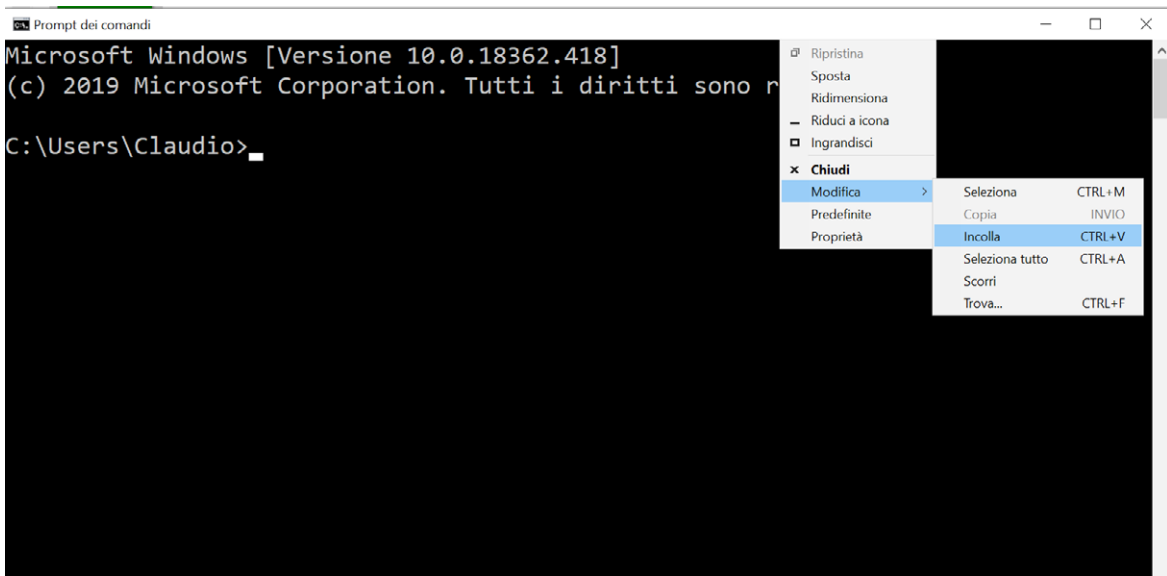 Prompt dei comandi
Microsoft Windows [Versione 10.0.18362.418]
(c) 2019 Microsoft Corporation. Tutti i diritti sono r
C:\Users\Claudio>
Ripristina
Sposta
Ridimensiona
Riduci a icona
Ingrandisci
Chiudi
Modifica
Predefinite
Proprietà
Seleziona CTRL+M
Copia INVIO
Incolla CTRL+V
Seleziona tutto CTRL+A
Scorri
Trova... CTRL+F